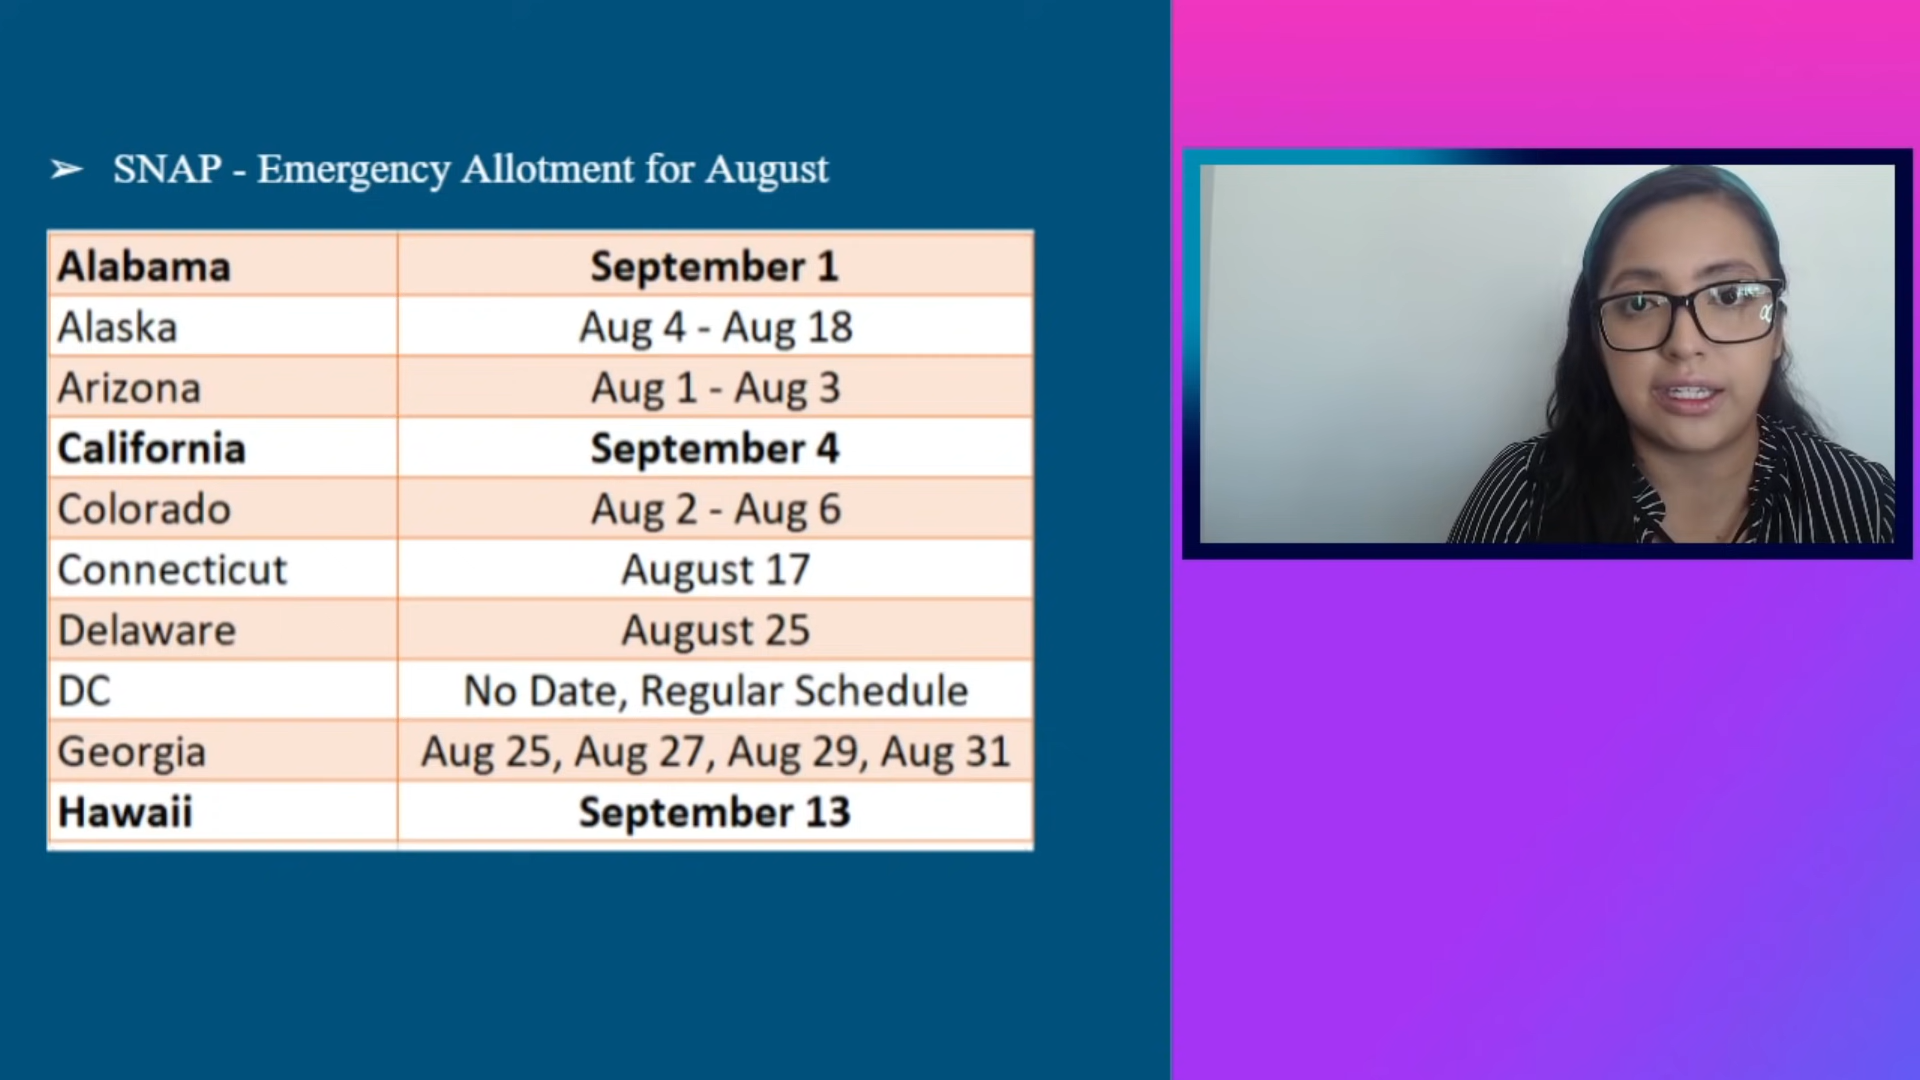 ➢ SNAP - Emergency Allotment for August
Alabama September 1
Alaska Aug 4 - Aug 18
Arizona Aug 1 - Aug 3
California September 4
Colorado Aug 2 - Aug 6
Connecticut August 17
Delaware August 25
DC No Date, Regular Schedule
Georgia Aug 25, Aug 27, Aug 29, Aug 31
Hawaii September 13